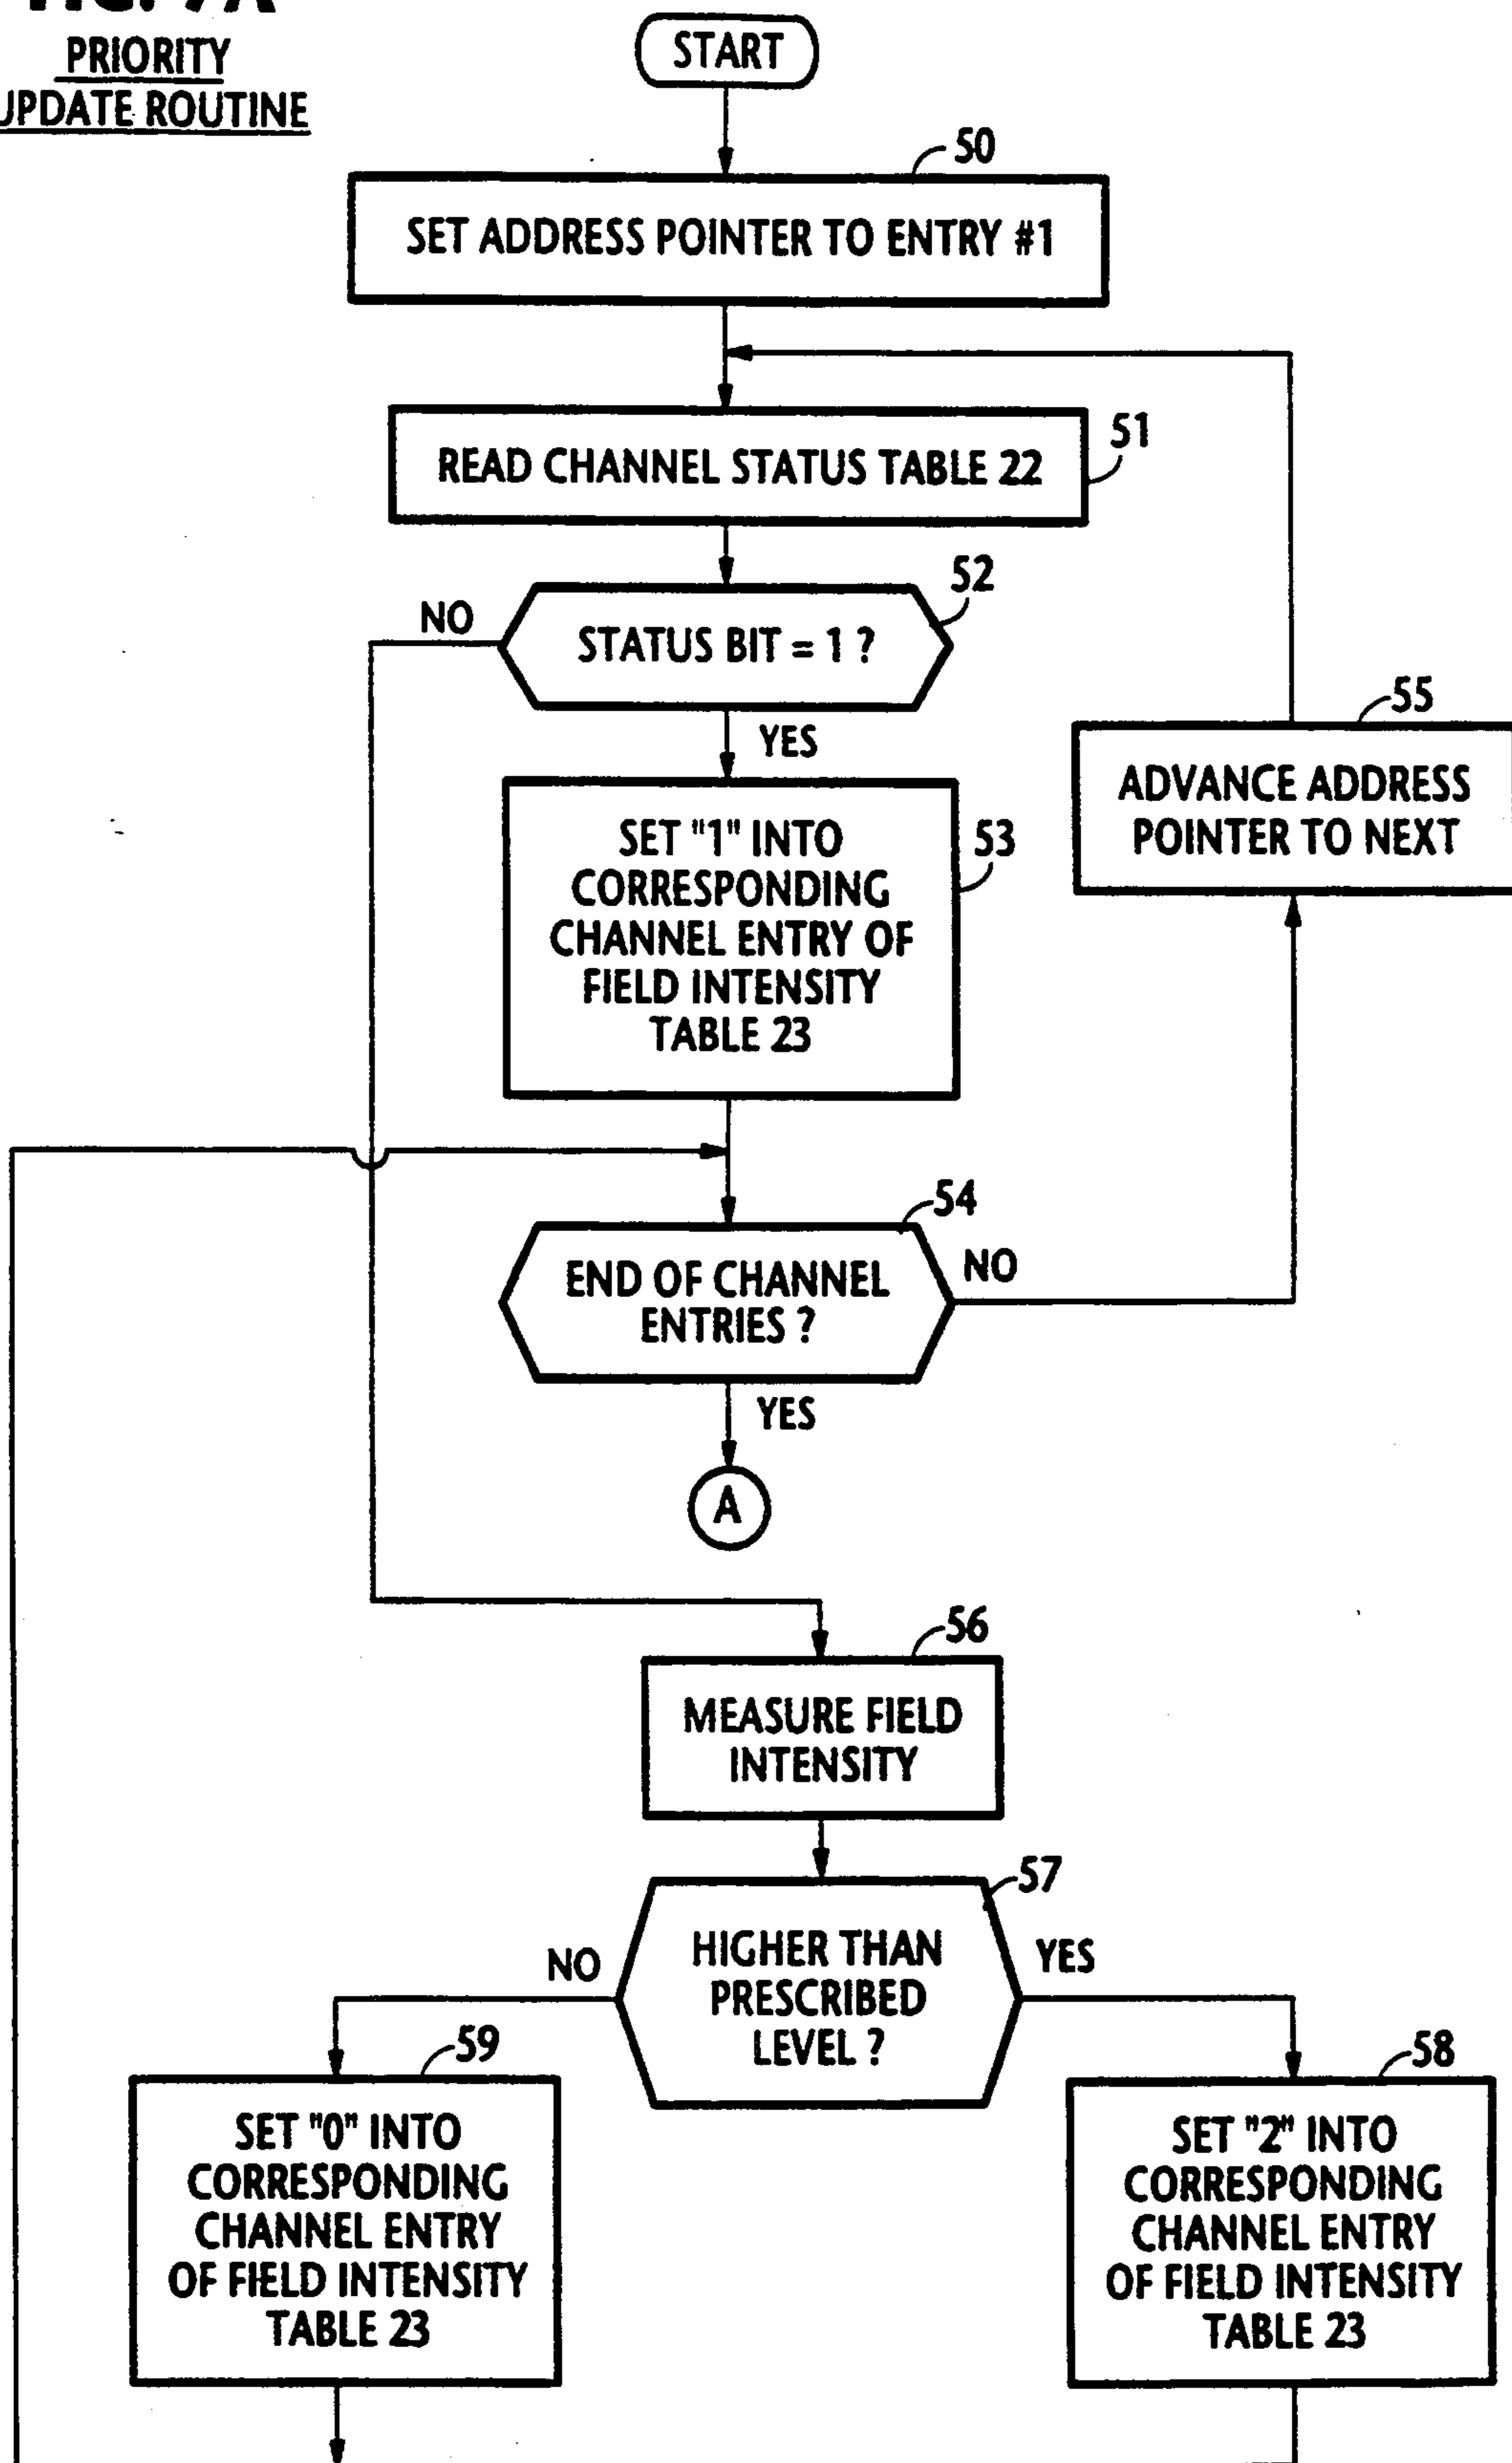 PRIORITY
UPDATE ROUTINE
START
50
SET ADDRESS POINTER TO ENTRY #1
READ CHANNEL STATUS TABLE 22
51
52
NO
STATUS BIT = 1 ?
YES
55
ADVANCE ADDRESS
POINTER TO NEXT
SET "1" INTO
CORRESPONDING
CHANNEL ENTRY OF
FIELD INTENSITY
TABLE 23
53
54
END OF CHANNEL
ENTRIES ?
NO
YES
A
56
MEASURE FIELD
INTENSITY
57
HIGHER THAN
PRESCRIBED
LEVEL ?
NO
YES
59
SET "0" INTO
CORRESPONDING
CHANNEL ENTRY
OF FIELD INTENSITY
TABLE 23
58
SET "2" INTO
CORRESPONDING
CHANNEL ENTRY
OF FIELD INTENSITY
TABLE 23